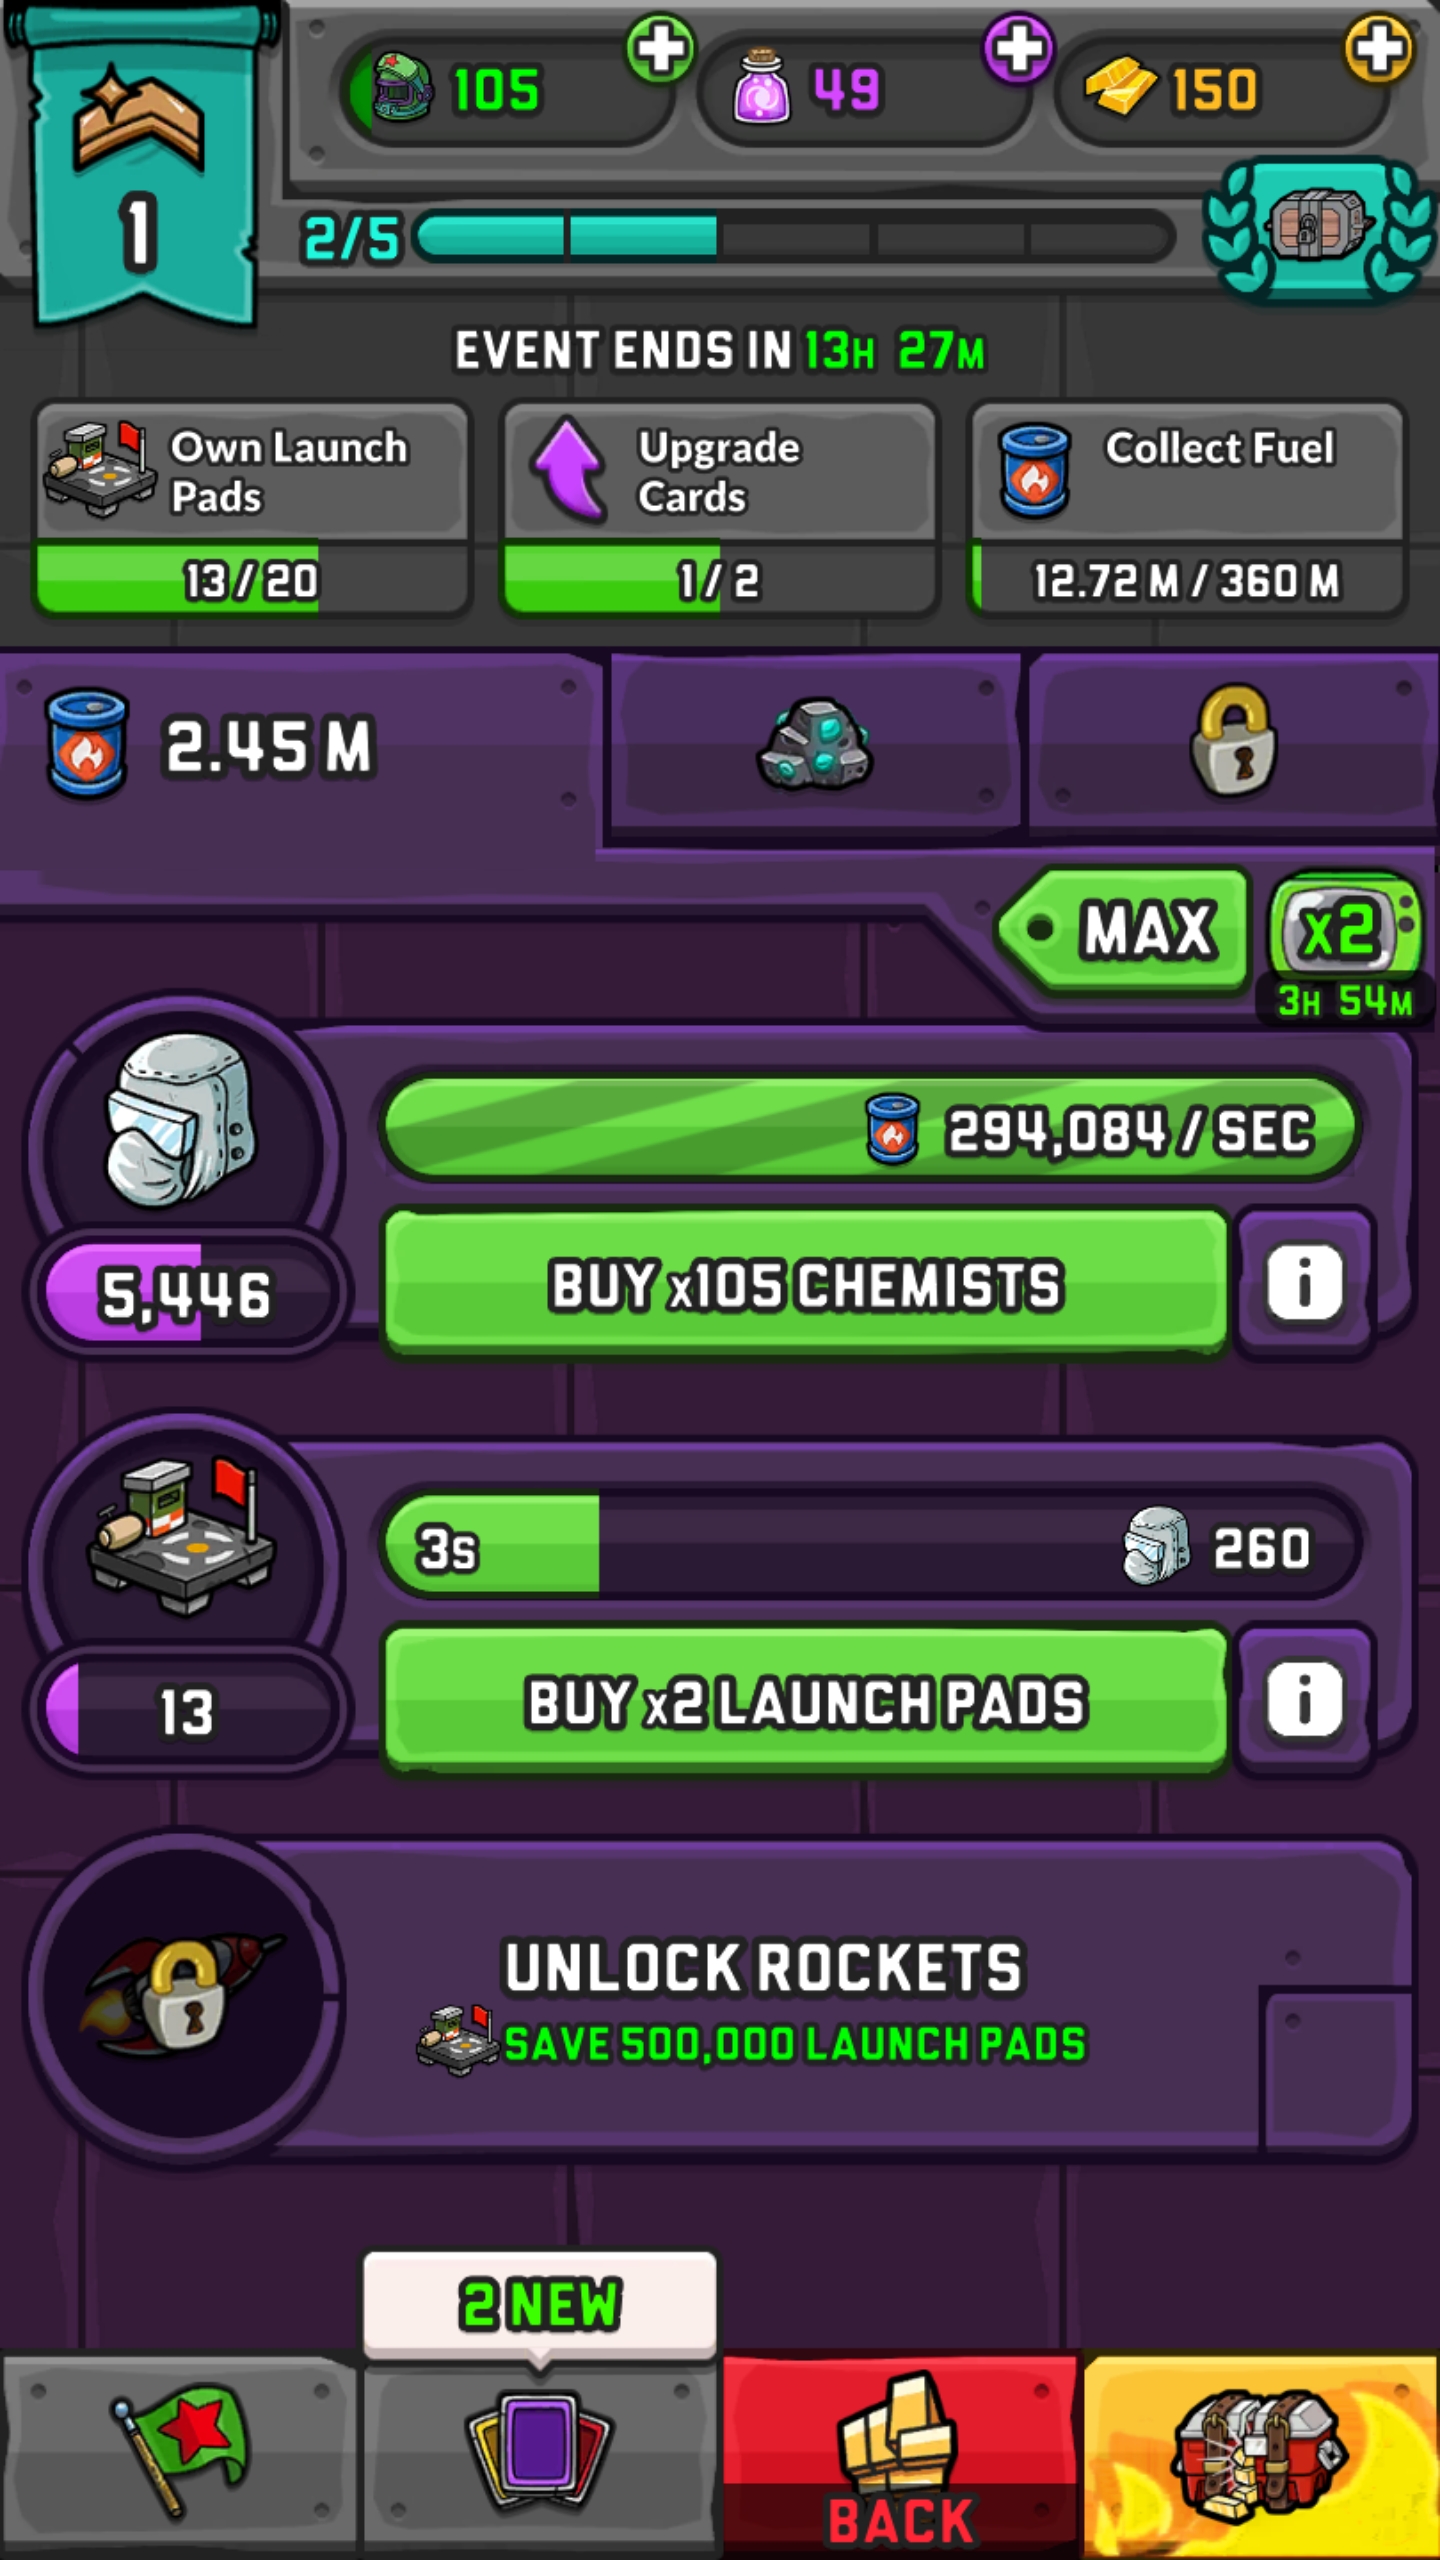 105
49
150
1
2/5
EVENT ENDS IN 13H 27M
Own Launch
Pads
13 / 20
Upgrade
Cards
1 / 2
Collect Fuel
12.72 M / 360 M
2.45 M
MAX
x2
3H 54M
294,084 / SEC
5,446
BUY x105 CHEMISTS
i
3s
260
13
BUY x2 LAUNCH PADS
i
UNLOCK ROCKETS
SAVE 500,000 LAUNCH PADS
2 NEW
BACK